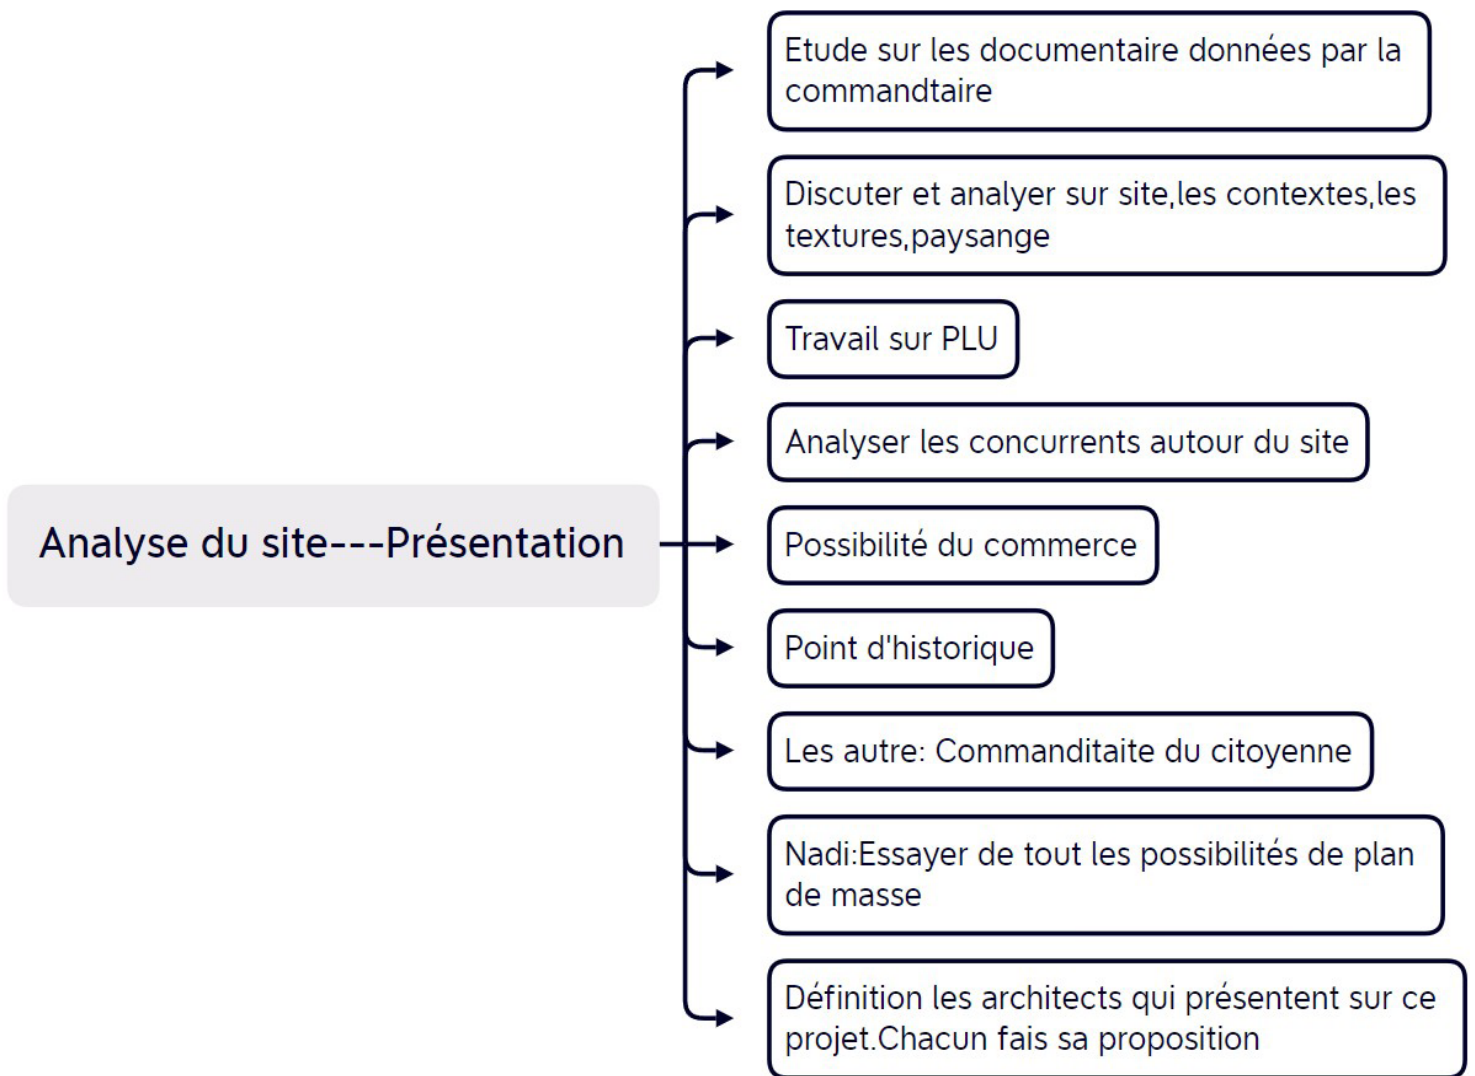 Etude sur les documentaire données par la
commandtaire
Discuter et analyer sur site,les contextes,les
textures,paysange
Travail sur PLU
Analyser les concurrents autour du site
Analyse du site---Présentation
Possibilité du commerce
Point d'historique
Les autre: Commanditaite du citoyenne
Nadi:Essayer de tout les possibilités de plan
de masse
Définition les architects qui présentent sur ce
projet.Chacun fais sa proposition